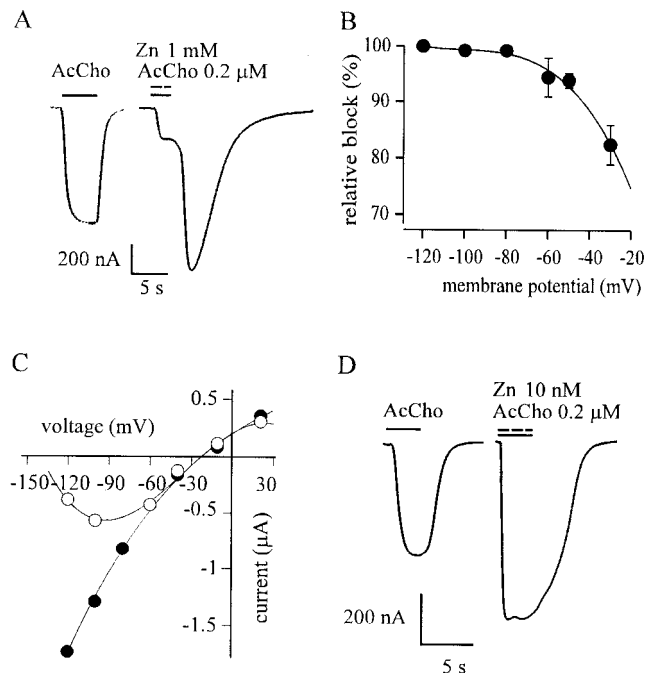 A
Zn 1 mM
AcCho
AcCho 0.2 µM
200 nA
5 s
B
relative block (%)
100
90
80
70
-120 -100 -80 -60 -40 -20
membrane potential (mV)
C
voltage (mV)
0.5
-150 -120 -90 -60 -30 30
-0.5
-1
-1.5
current (µA)
D
Zn 10 nM
AcCho
AcCho 0.2 µM
200 nA
5 s